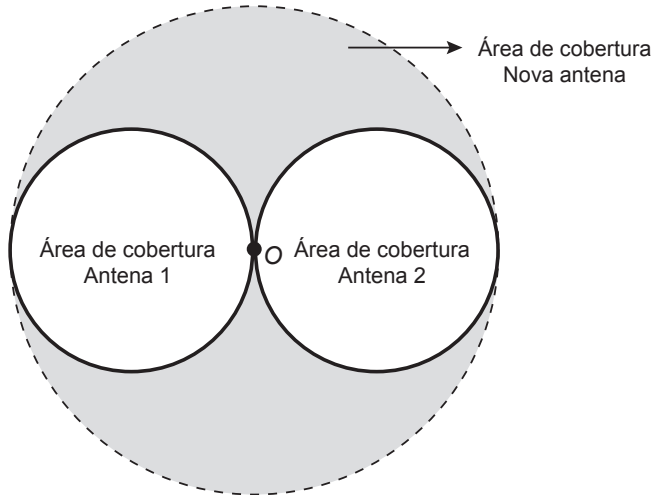 Área de cobertura
Nova antena
Área de cobertura
Antena 1
O
Área de cobertura
Antena 2